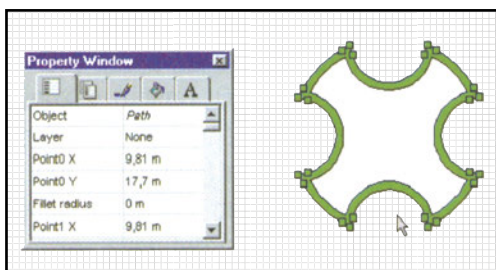 Property Window
A
Object Path
Layer None
Point0 X 9,81 m
Point0 Y 17,7 m
Fillet radius 0 m
Point1 X 9,81 m